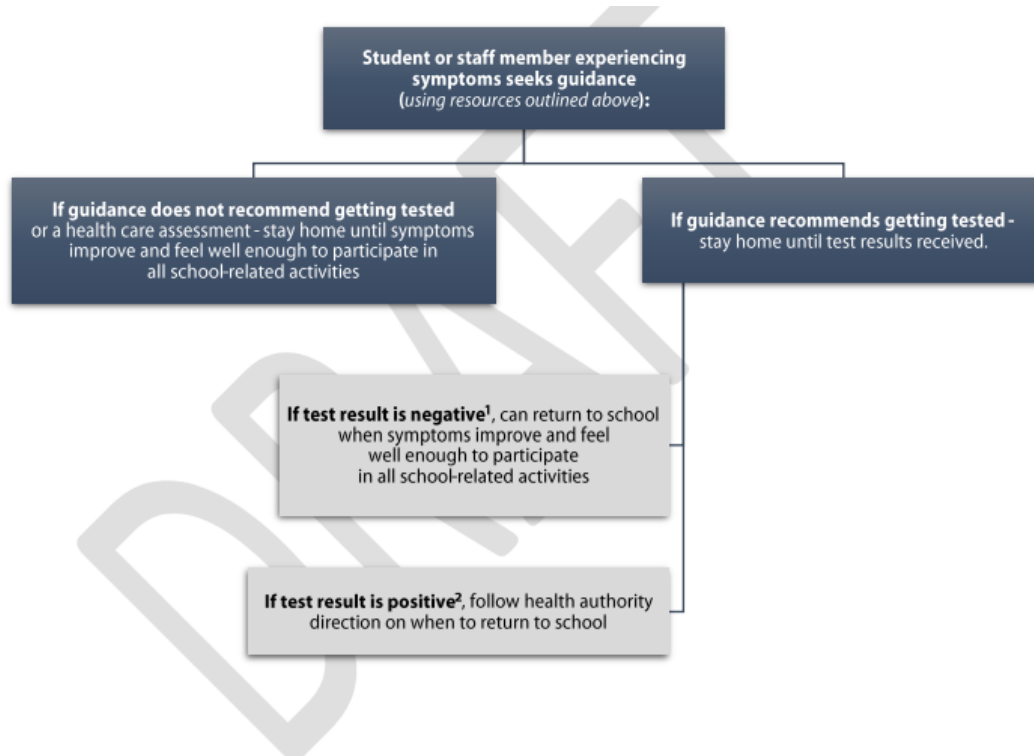 Student or staff member experiencing
symptoms seeks guidance
(using resources outlined above):
If guidance does not recommend getting tested
or a health care assessment - stay home until symptoms
improve and feel well enough to participate in
all school-related activities
If guidance recommends getting tested -
stay home until test results received.
If test result is negative¹, can return to school
when symptoms improve and feel
well enough to participate
in all school-related activities
If test result is positive², follow health authority
direction on when to return to school
DRAFT